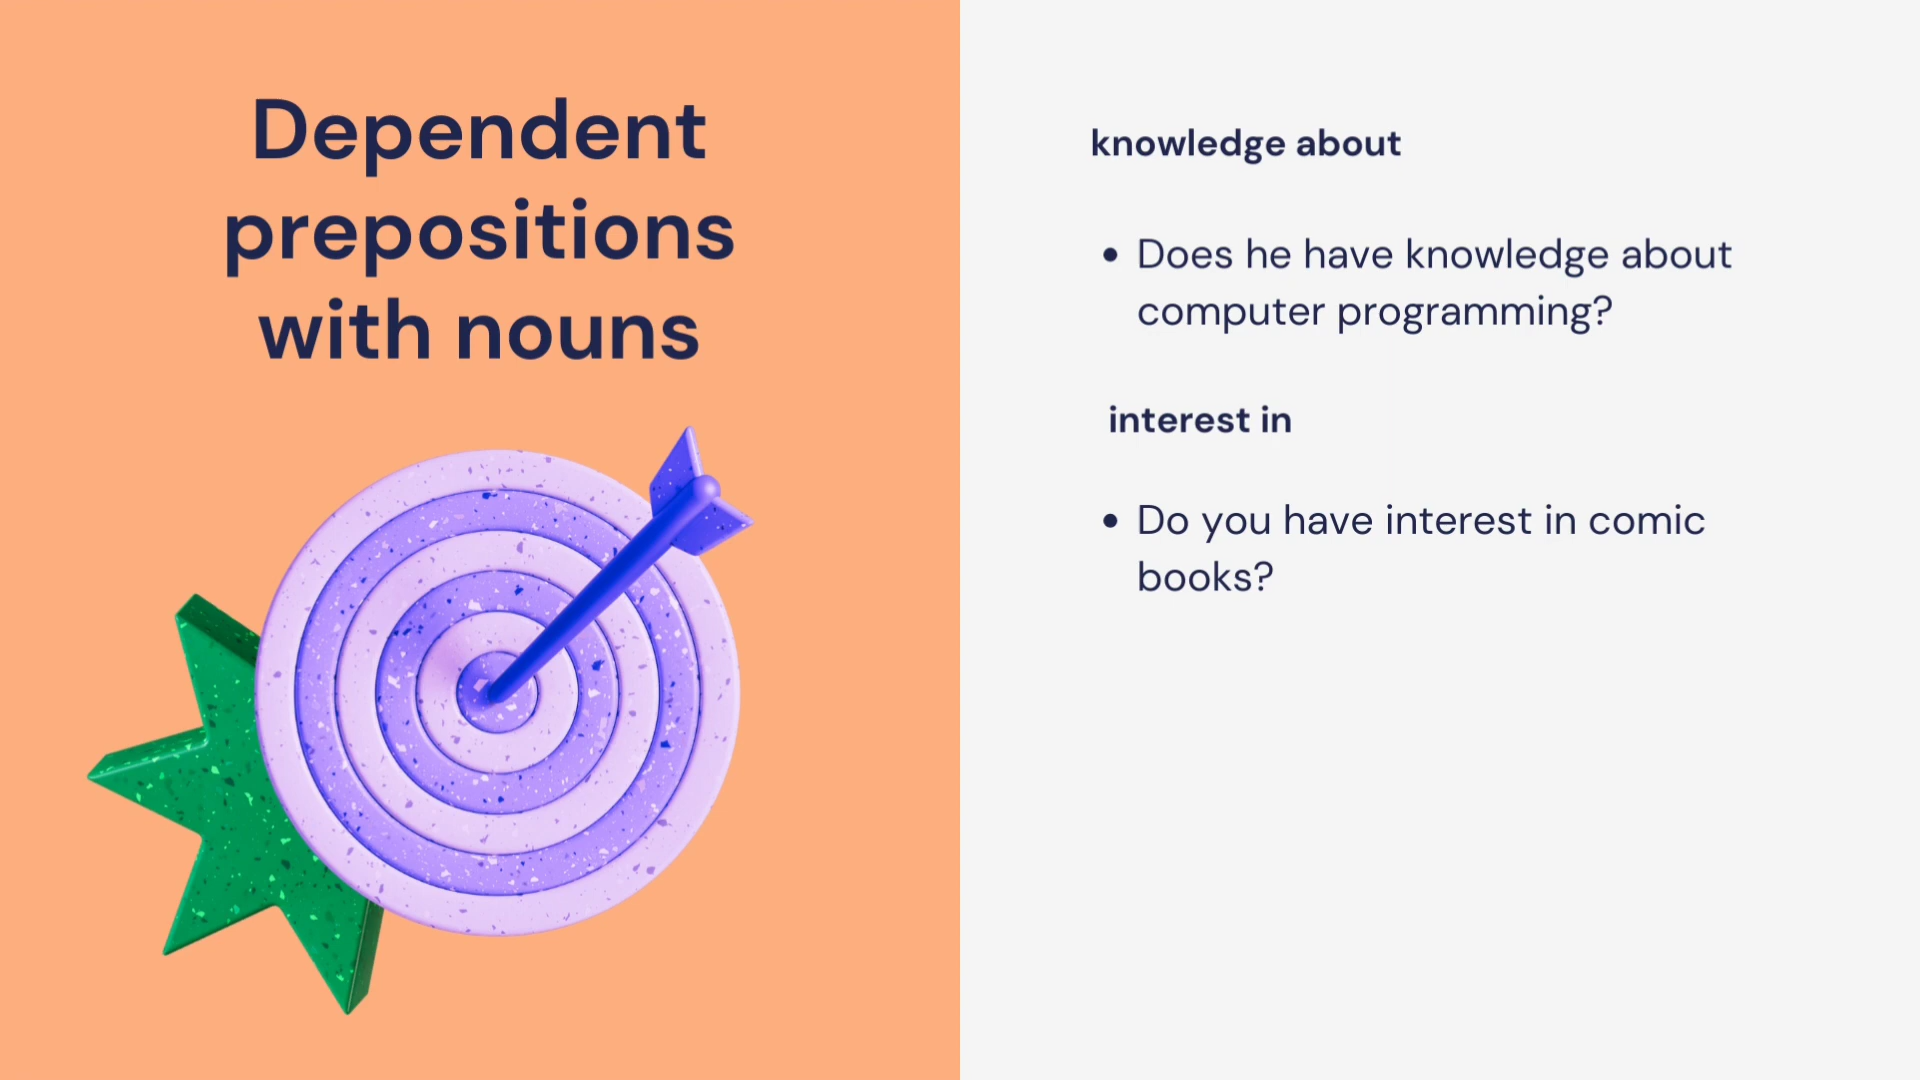 Dependent
prepositions
with nouns
knowledge about
• Does he have knowledge about
computer programming?
interest in
• Do you have interest in comic
books?